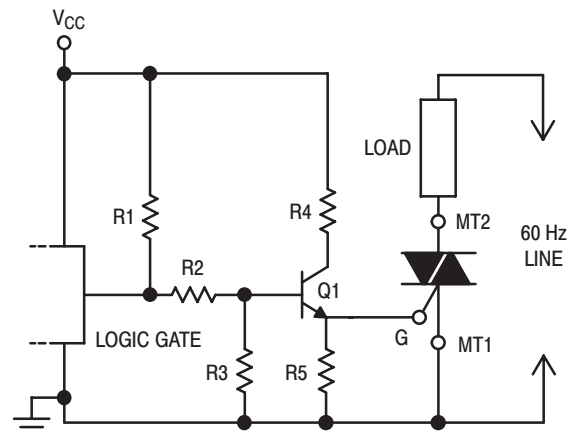 VCC
R1
R4
LOAD
MT2
60 Hz
LINE
R2
Q1
LOGIC GATE
G
MT1
R3
R5